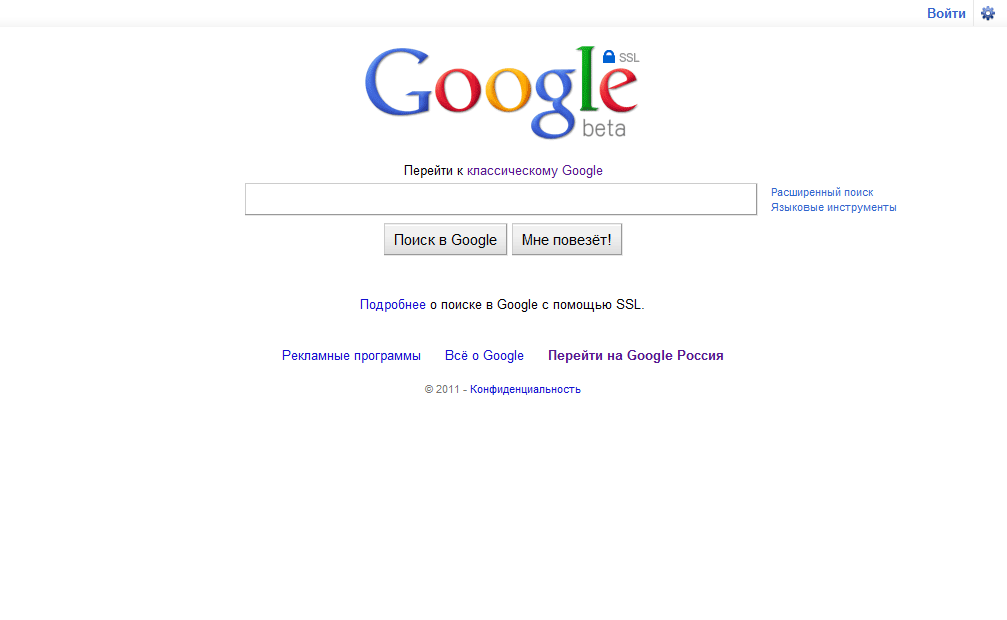 Войти
Google SSL
beta
Перейти к классическому Google
Расширенный поиск
Языковые инструменты
Поиск в Google Мне повезёт!
Подробнее о поиске в Google с помощью SSL.
Рекламные программы Всё о Google Перейти на Google Россия
© 2011 - Конфиденциальность